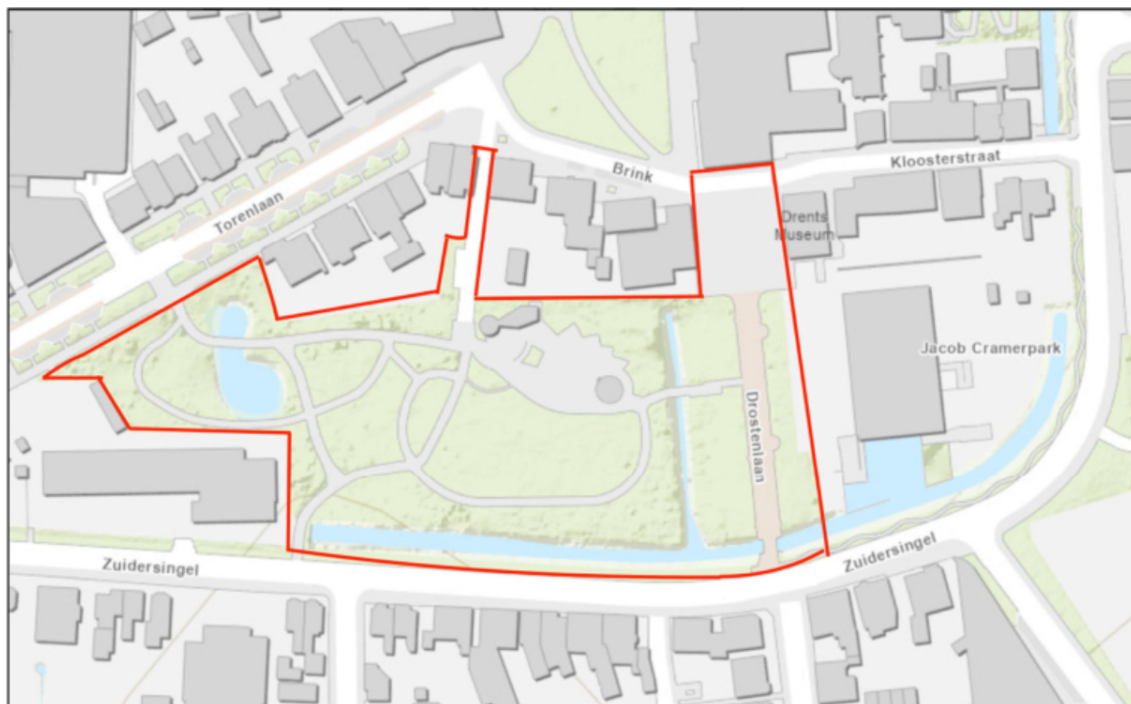 Brink
Kloosterstraat
Torenlaan
Drents
Museum
Jacob Cramerpark
Drostenlaan
Zuidersingel
Zuidersingel